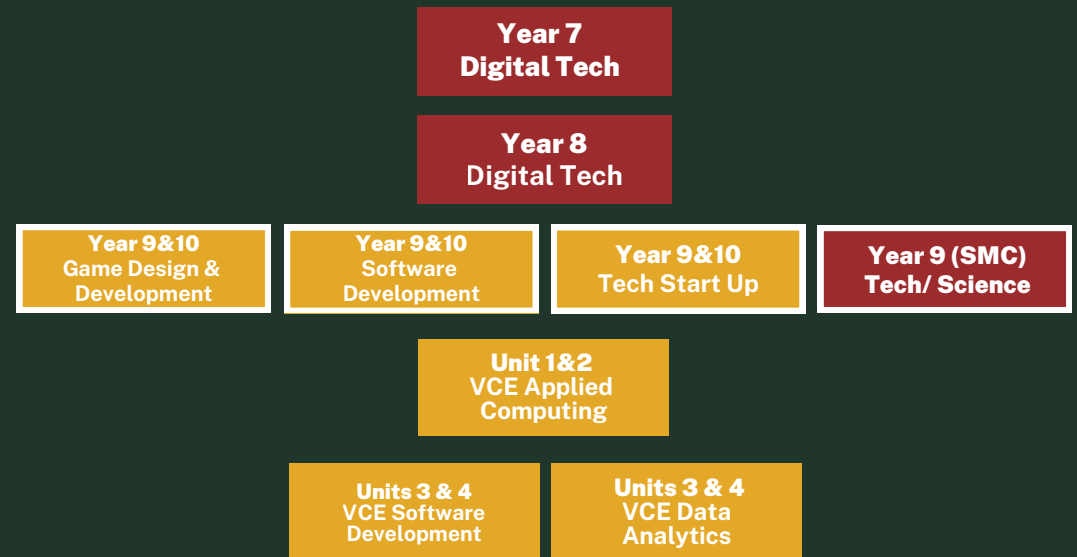 Year 7
Digital Tech
Year 8
Digital Tech
Year 9&10
Game Design &
Development
Year 9&10
Software
Development
Year 9&10
Tech Start Up
Year 9 (SMC)
Tech/ Science
Unit 1&2
VCE Applied
Computing
Units 3 & 4
VCE Software
Development
Units 3 & 4
VCE Data
Analytics